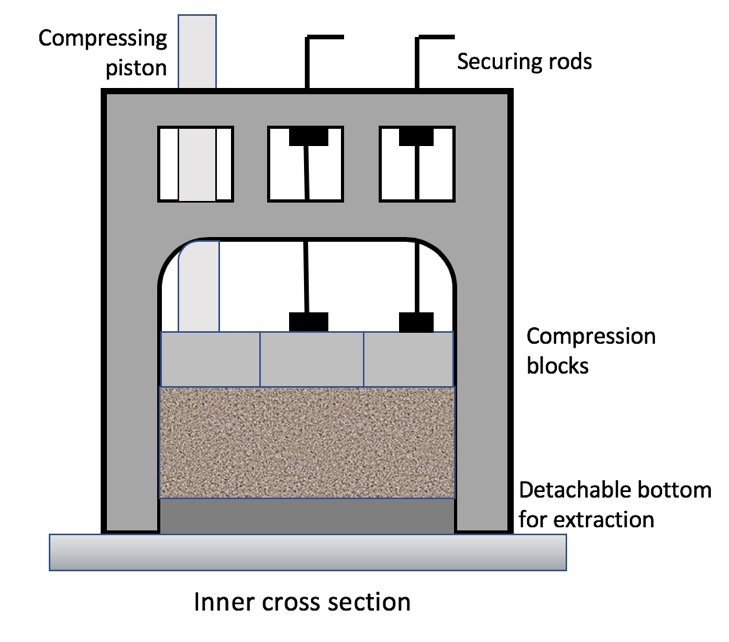 Compressing
piston
Securing rods
Compression
blocks
Detachable bottom
for extraction
Inner cross section